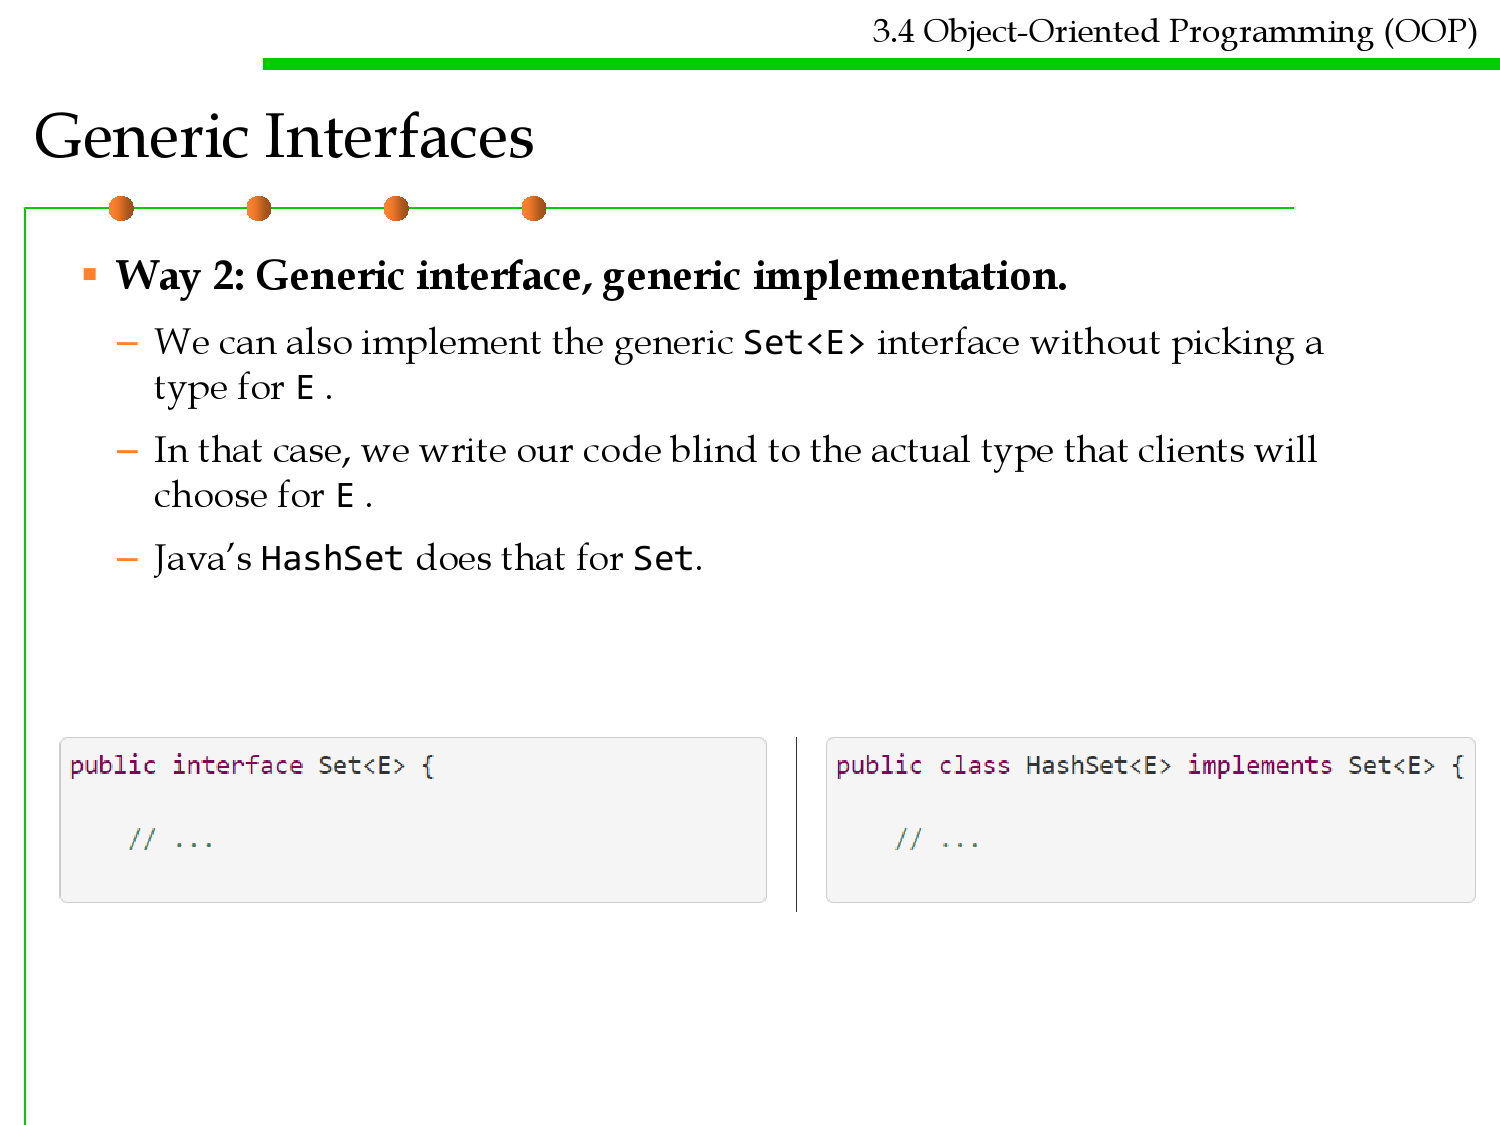 3.4 Object-Oriented Programming (OOP)
Generic Interfaces
▪ Way 2: Generic interface, generic implementation.
– We can also implement the generic Set<E> interface without picking a
type for E .
– In that case, we write our code blind to the actual type that clients will
choose for E .
– Java’s HashSet does that for Set.
public interface Set<E> {
// ...
public class HashSet<E> implements Set<E> {
// ...